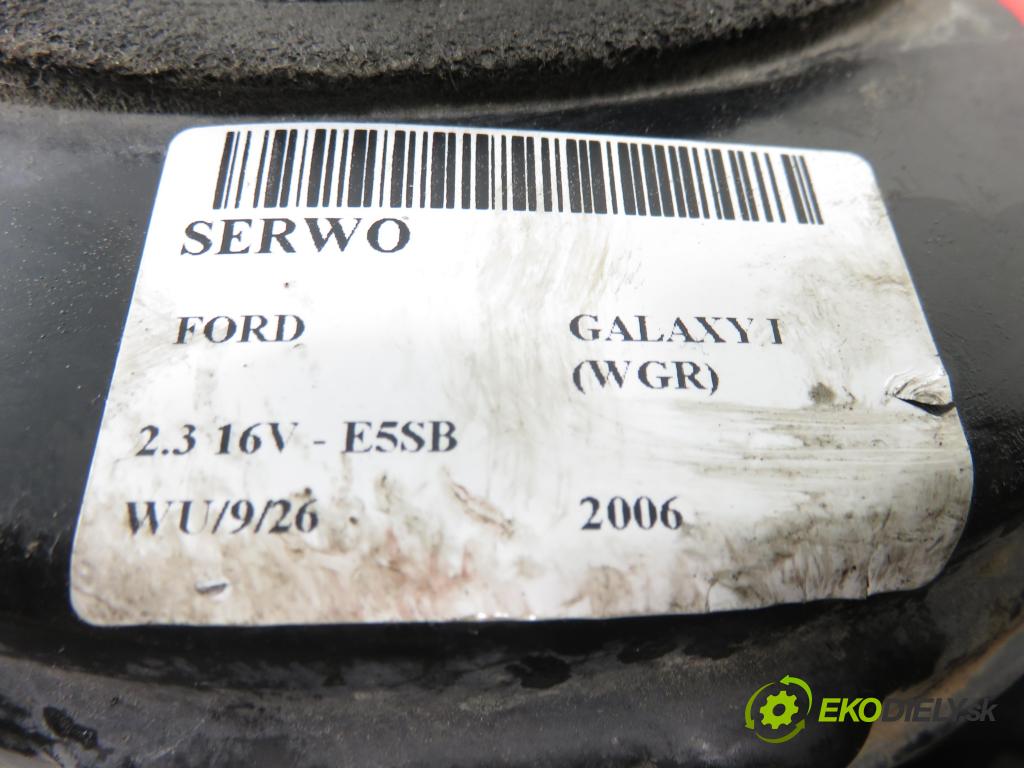 SERWO
FORD GALAXY I
(WGR)
2.3 16V - E5SB
WU/9/26 2006
EKODIELY.sk